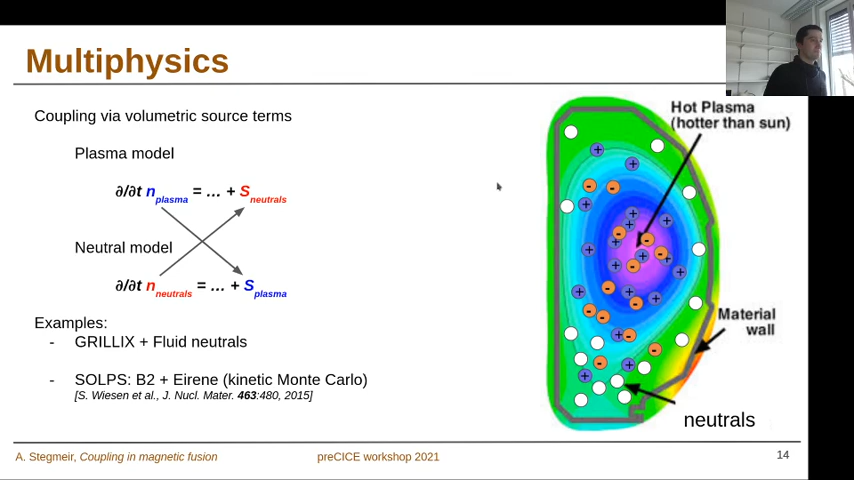 Multiphysics
Coupling via volumetric source terms
Plasma model
∂/∂t n_plasma = … + S_neutrals
Neutral model
∂/∂t n_neutrals = … + S_plasma
Examples:
- GRILLIX + Fluid neutrals
- SOLPS: B2 + Eirene (kinetic Monte Carlo)
[S. Wiesen et al., J. Nucl. Mater. 463:480, 2015]
Hot Plasma
(hotter than sun)
Material
wall
neutrals
A. Stegmeir, Coupling in magnetic fusion
preCICE workshop 2021
14